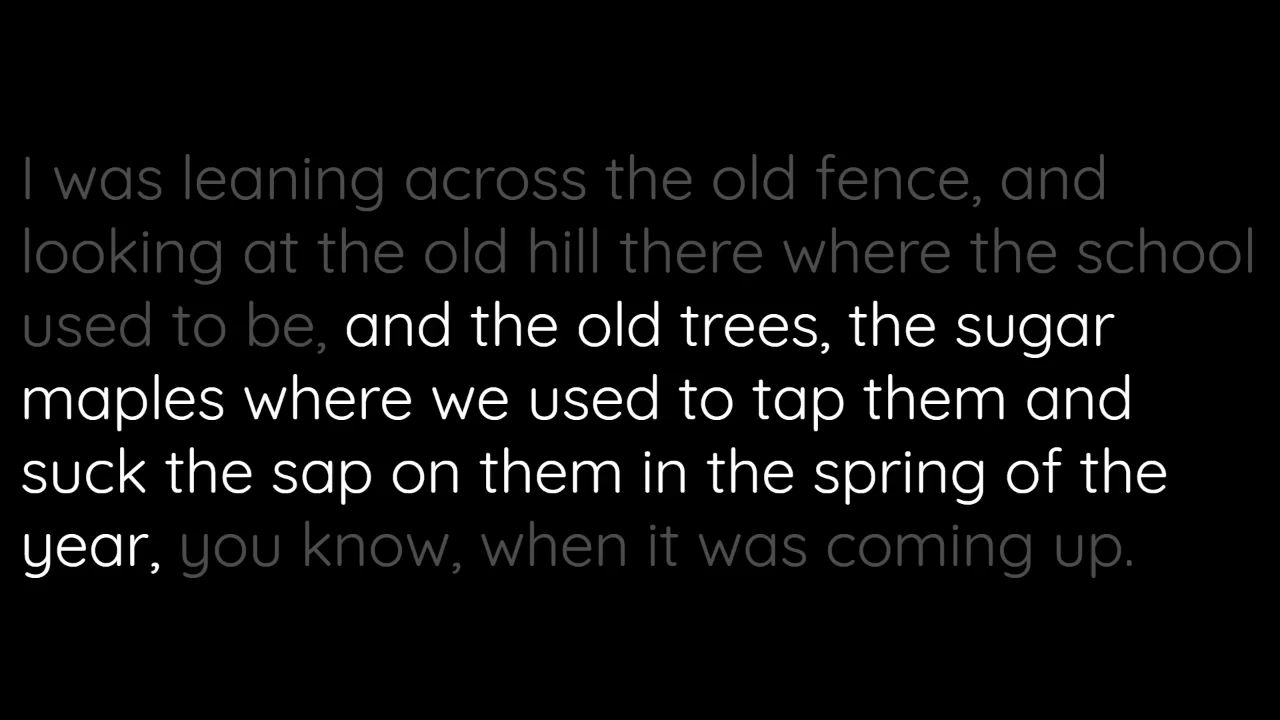 I was leaning across the old fence, and
looking at the old hill there where the school
used to be, and the old trees, the sugar
maples where we used to tap them and
suck the sap on them in the spring of the
year, you know, when it was coming up.